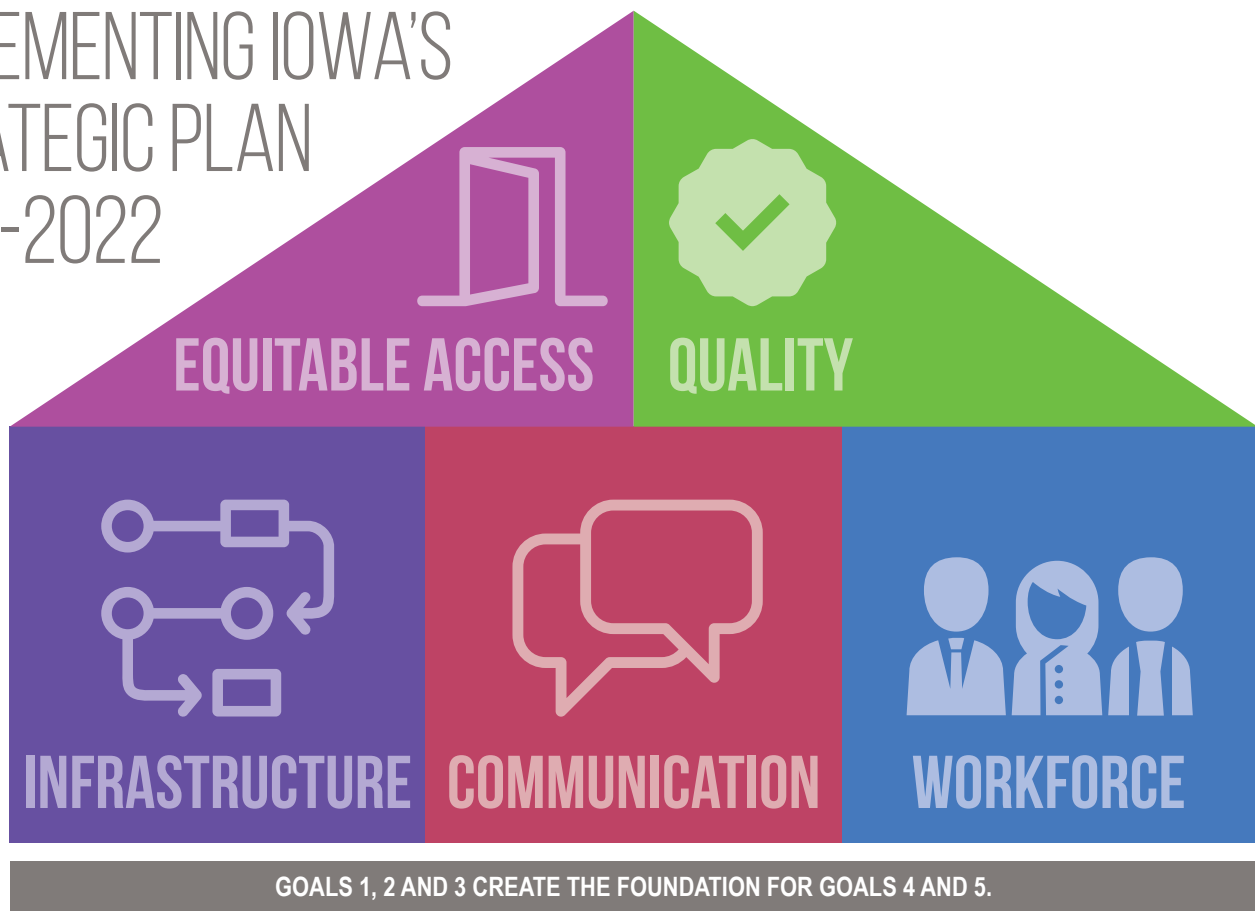 EMENTING IOWA'S
ATEGIC PLAN
-2022
EQUITABLE ACCESS
QUALITY
INFRASTRUCTURE
COMMUNICATION
WORKFORCE
GOALS 1, 2 AND 3 CREATE THE FOUNDATION FOR GOALS 4 AND 5.